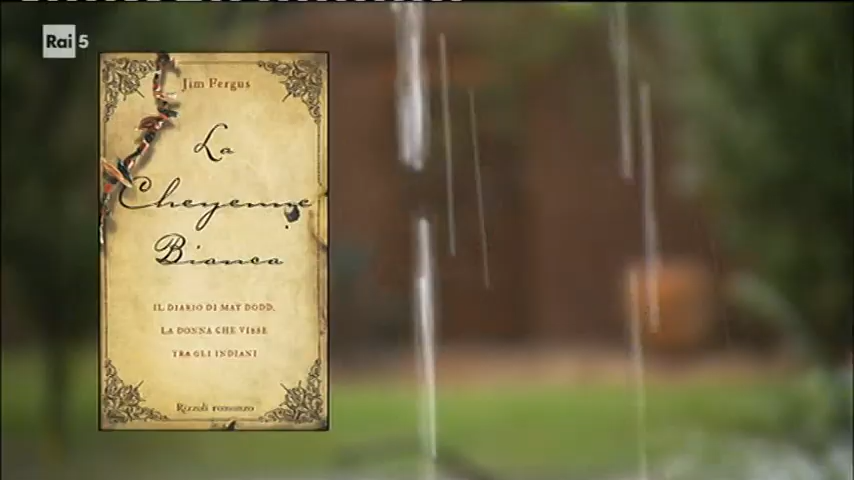 Rai 5
Jim Fergus
La
Cheyenne
Bianca
IL DIARIO DI MAY DODD,
LA DONNA CHE VISSE
TRA GLI INDIANI
Rizzoli romanzo